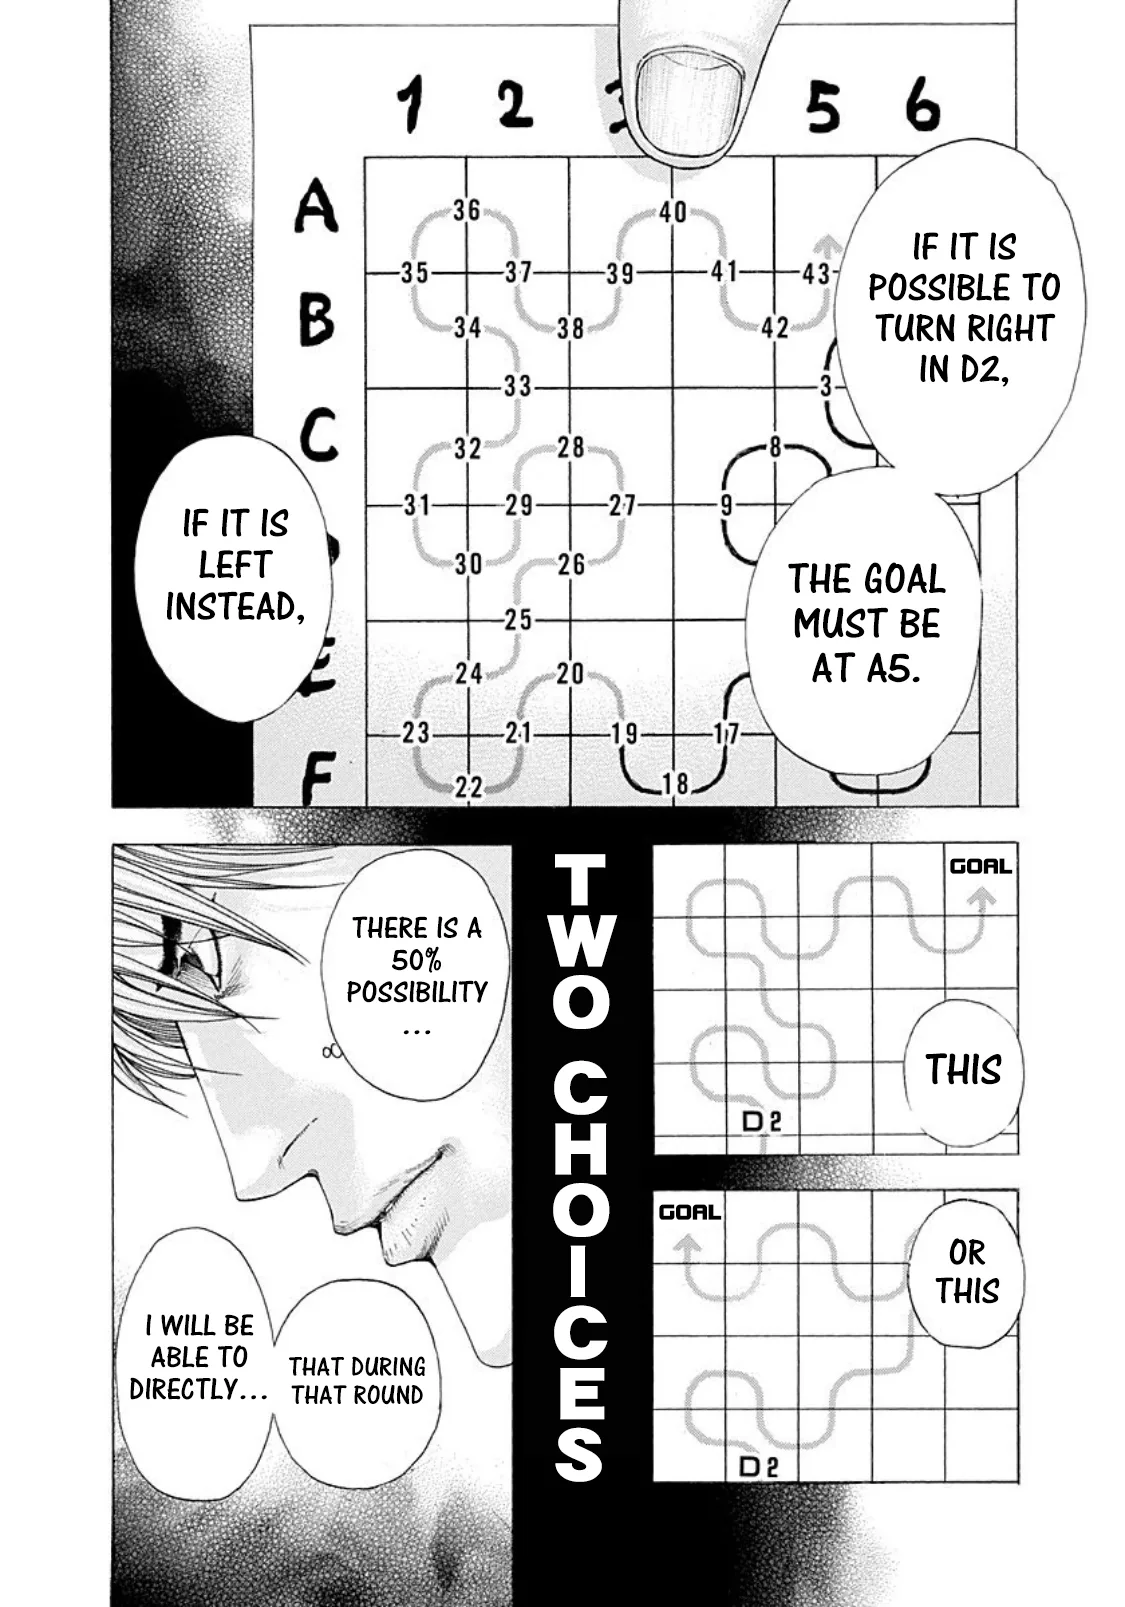 1 2 5 6
A
36 40
35 37 39 41 43
B
34 38 42
33 3
C
32 28 8
31 29 27 9
30 26
25
E
24 20
23 21 19 17
F
22 18
IF IT IS
POSSIBLE TO
TURN RIGHT
IN D2,
THE GOAL
MUST BE
AT A5.
IF IT IS
LEFT
INSTEAD,
GOAL
D2
THIS
GOAL
D2
OR
THIS
TWO CHOICES
THERE IS A
50%
POSSIBILITY
...
THAT DURING
THAT ROUND
I WILL BE
ABLE TO
DIRECTLY...